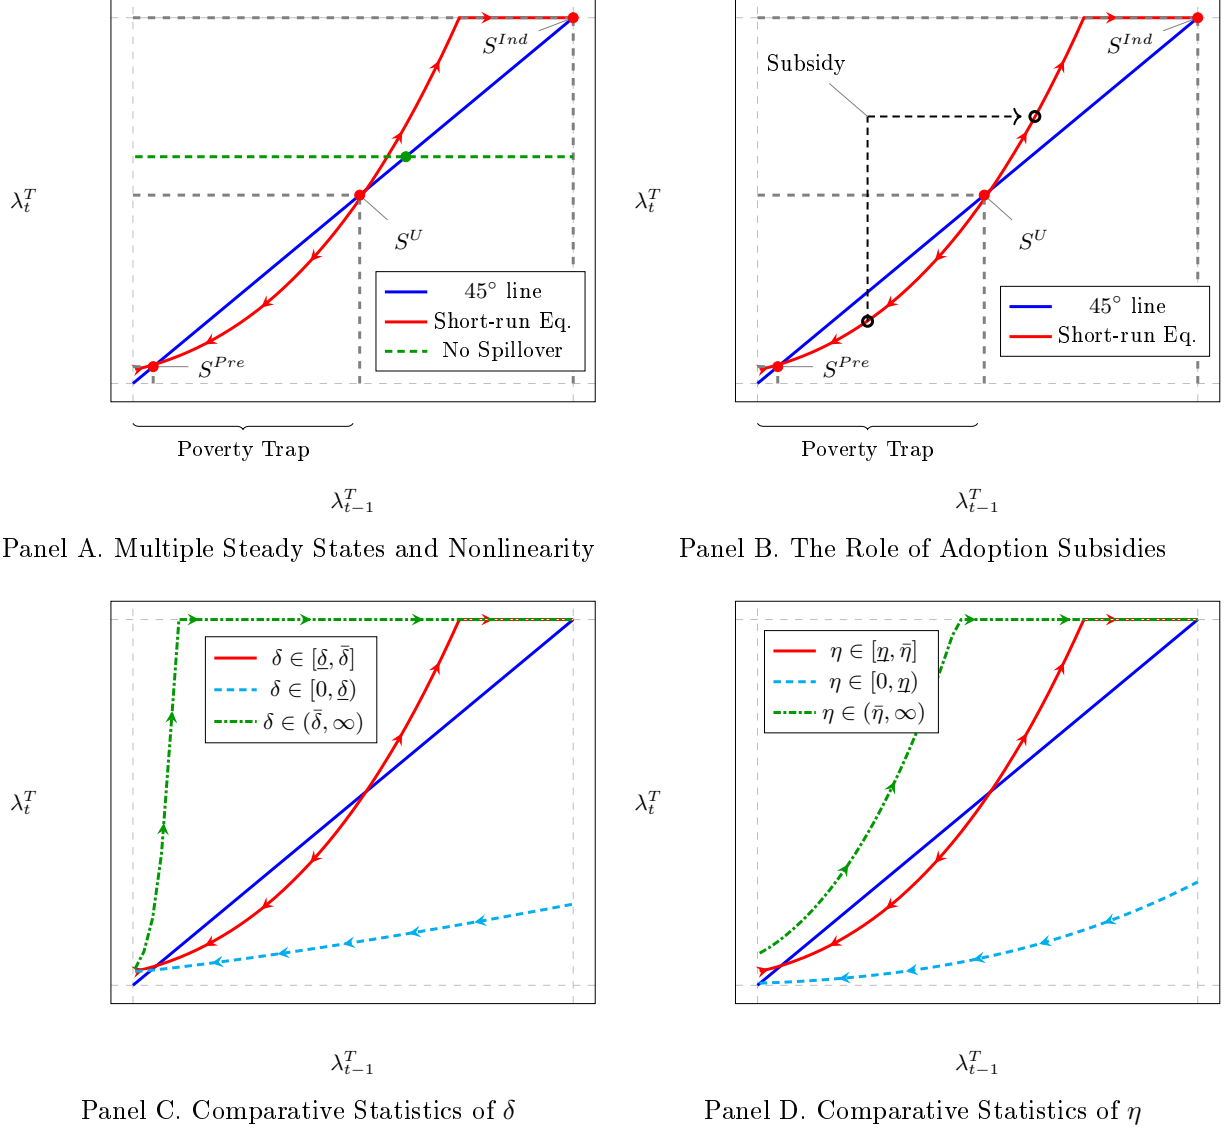 Subsidy
S^{Ind}
S^{Ind}
λ_t^T
S^U
λ_t^T
S^U
45° line
Short-run Eq.
No Spillover
45° line
Short-run Eq.
S^{Pre}
S^{Pre}
Poverty Trap
Poverty Trap
λ_{t−1}^T
λ_{t−1}^T
Panel A. Multiple Steady States and Nonlinearity
Panel B. The Role of Adoption Subsidies
δ ∈ [δ̲, δ̄]
δ ∈ [0, δ̲)
δ ∈ (δ̄, ∞)
η ∈ [η̲, η̄]
η ∈ [0, η̲)
η ∈ (η̄, ∞)
λ_t^T
λ_t^T
λ_{t−1}^T
λ_{t−1}^T
Panel C. Comparative Statistics of δ
Panel D. Comparative Statistics of η